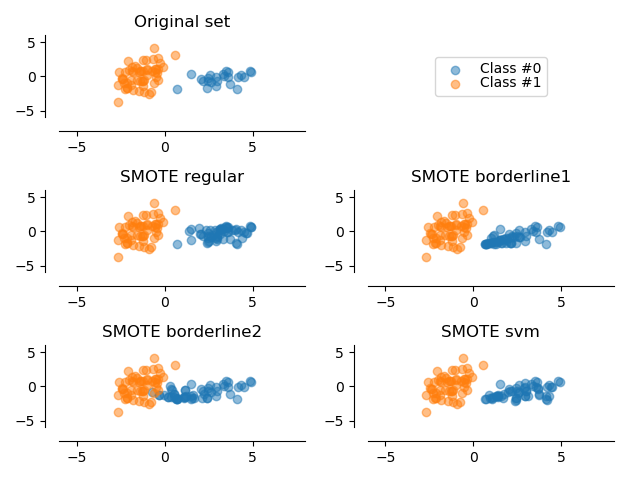 Original set
5
0
−5
−5 0 5
Class #0
Class #1
SMOTE regular
5
0
−5
−5 0 5
SMOTE borderline1
5
0
−5
−5 0 5
SMOTE borderline2
5
0
−5
−5 0 5
SMOTE svm
5
0
−5
−5 0 5